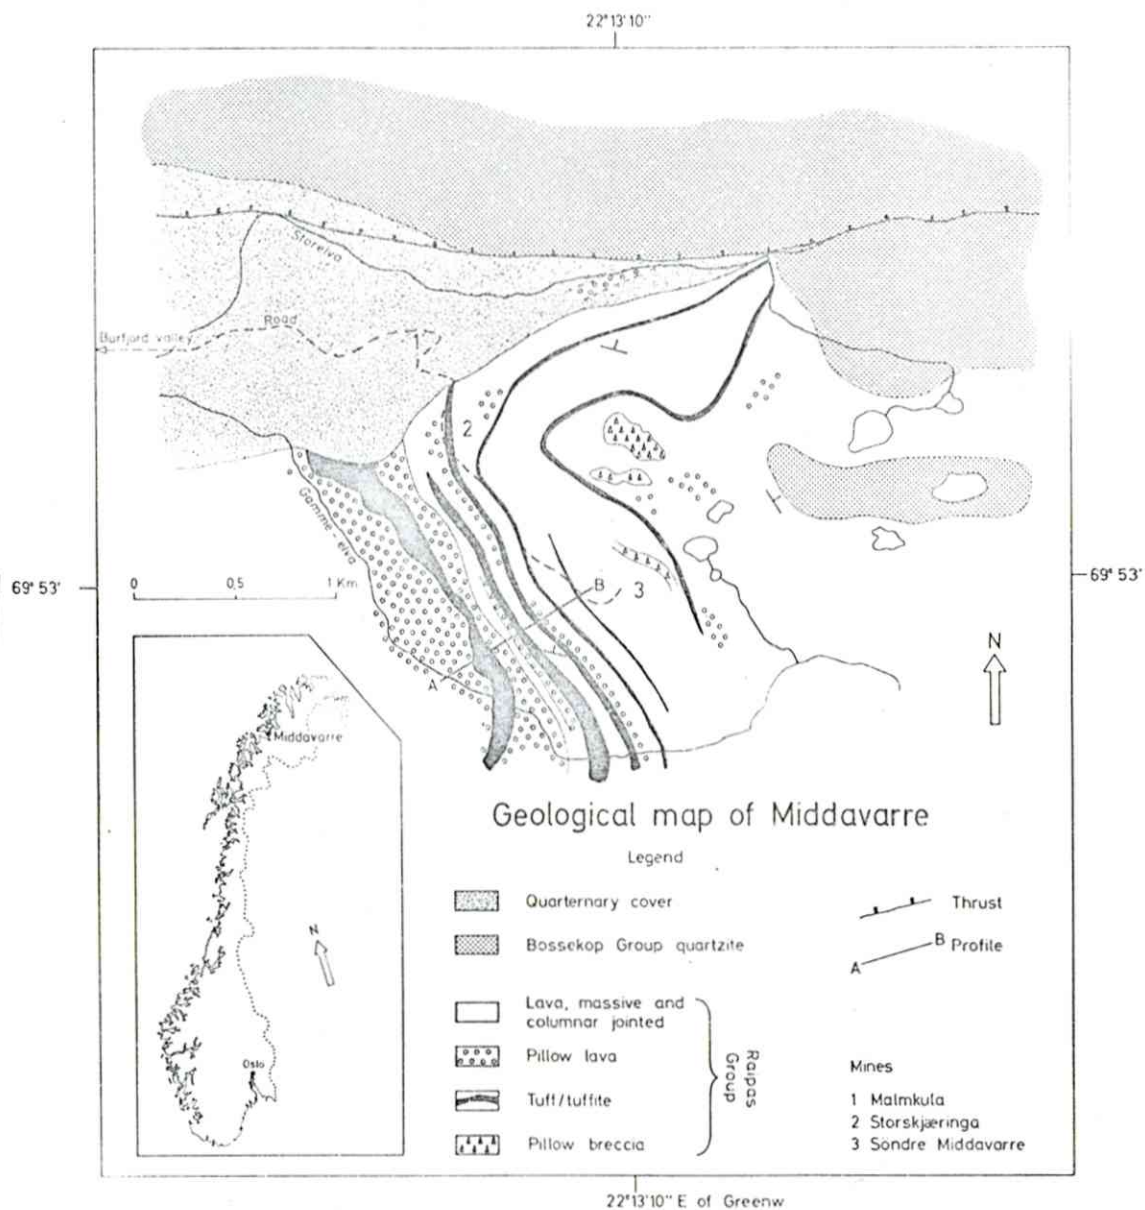 22°13'10"
Storelva
Road
Burfjord valley
2
Gamme-elva
69° 53'
69° 53'
0 0,5 1 Km
B
3
A
N
Middavarre
N
Oslo
Geological map of Middavarre
Legend
Quarternary cover
Bossekop Group quartzite
Lava, massive and
columnar jointed
Pillow lava
Tuff/tuffite
Pillow breccia
Raipas
Group
Thrust
A B Profile
Mines
1 Malmkula
2 Storskjæringa
3 Söndre Middavarre
22°13'10" E of Greenw